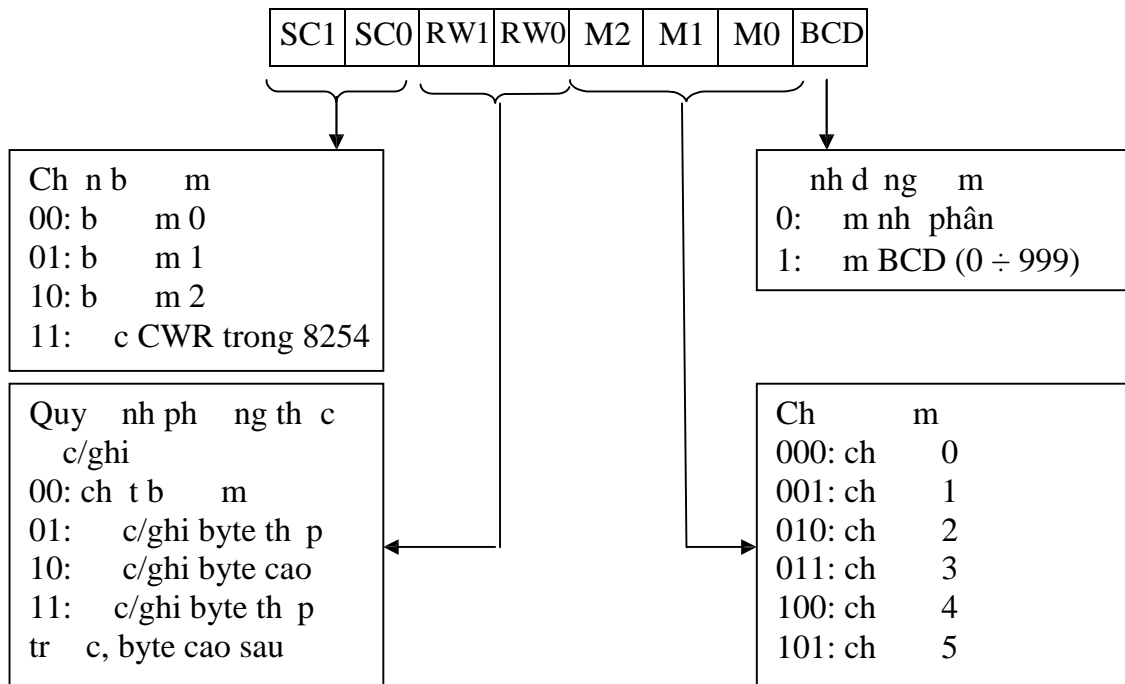 SC1 SC0 RW1 RW0 M2 M1 M0 BCD
Ch n b m
00: b m 0
01: b m 1
10: b m 2
11: c CWR trong 8254
nh d ng m
0: m nh phân
1: m BCD (0 ÷ 999)
Quy nh ph ng th c
c/ghi
00: ch t b m
01: c/ghi byte th p
10: c/ghi byte cao
11: c/ghi byte th p
tr c, byte cao sau
Ch m
000: ch 0
001: ch 1
010: ch 2
011: ch 3
100: ch 4
101: ch 5